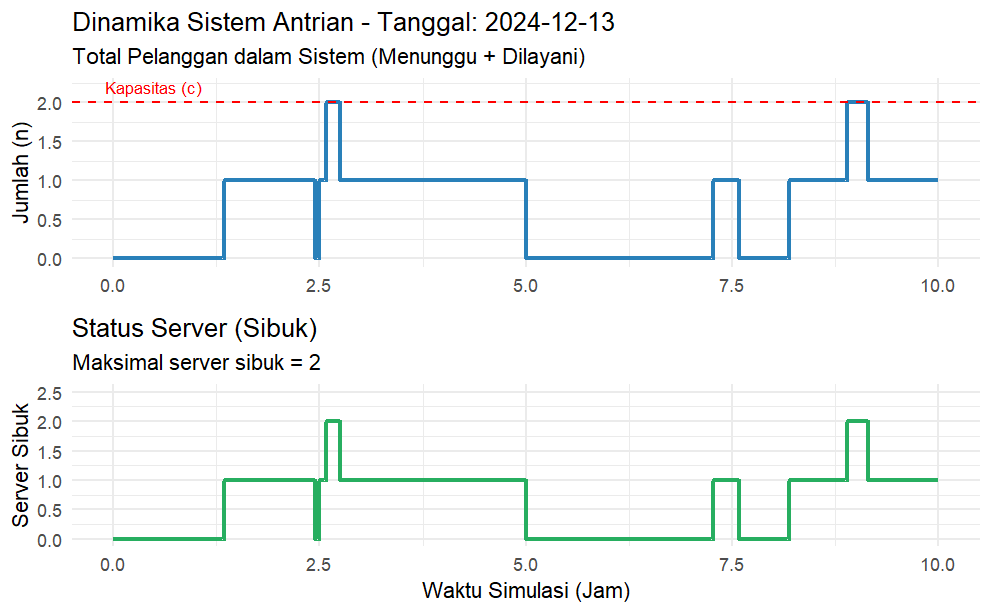 Dinamika Sistem Antrian - Tanggal: 2024-12-13
Total Pelanggan dalam Sistem (Menunggu + Dilayani)
Kapasitas (c)
Jumlah (n)
2.0
1.5
1.0
0.5
0.0
0.0 2.5 5.0 7.5 10.0
Status Server (Sibuk)
Maksimal server sibuk = 2
Server Sibuk
2.5
2.0
1.5
1.0
0.5
0.0
0.0 2.5 5.0 7.5 10.0
Waktu Simulasi (Jam)